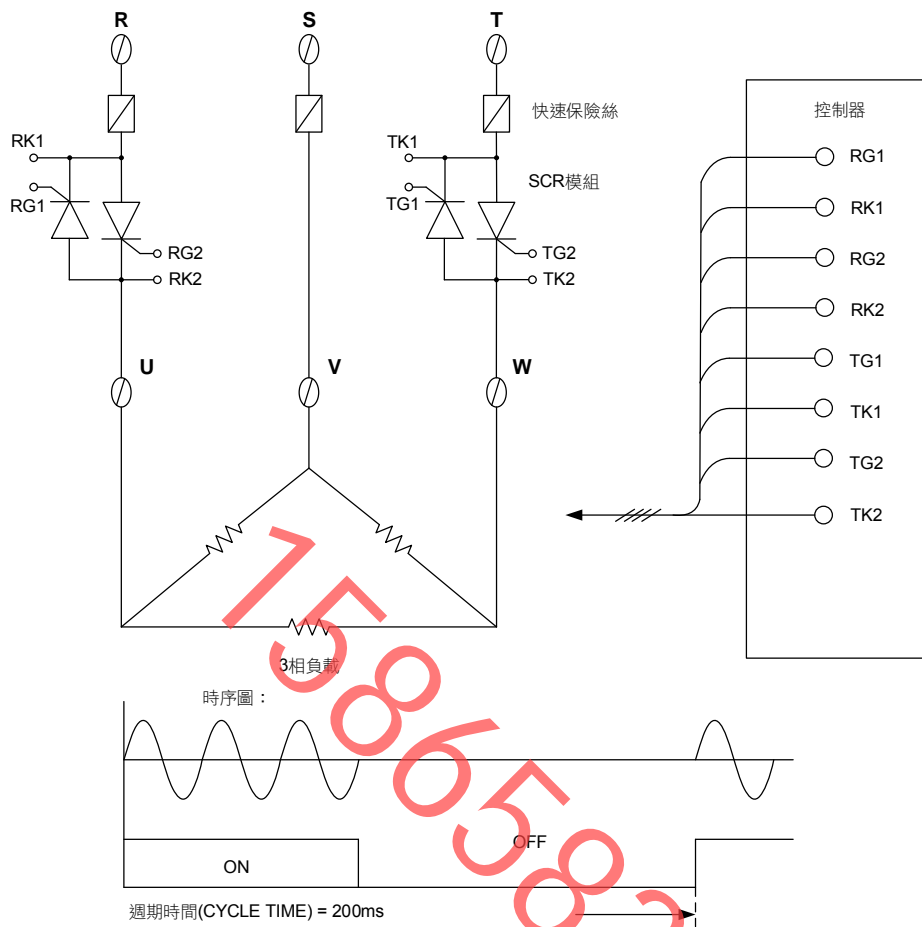 R
S
T
快速保險絲
控制器
RK1
TK1
RG1
SCR模組
RK1
RG1
TG1
RG2
TG2
RG2
RK2
TK2
RK2
U
V
W
TG1
TK1
TG2
TK2
3相負載
時序圖：
OFF
ON
週期時間(CYCLE TIME) = 200ms